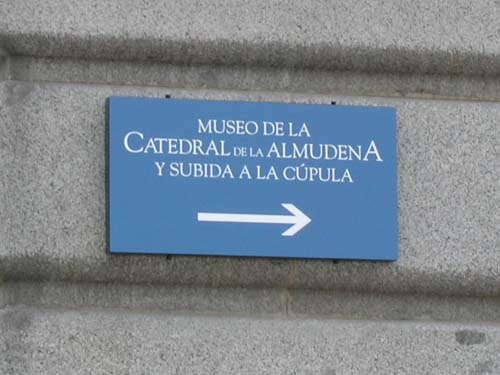 MUSEO DE LA
CATEDRAL DE LA ALMUDENA
Y SUBIDA A LA CÚPULA